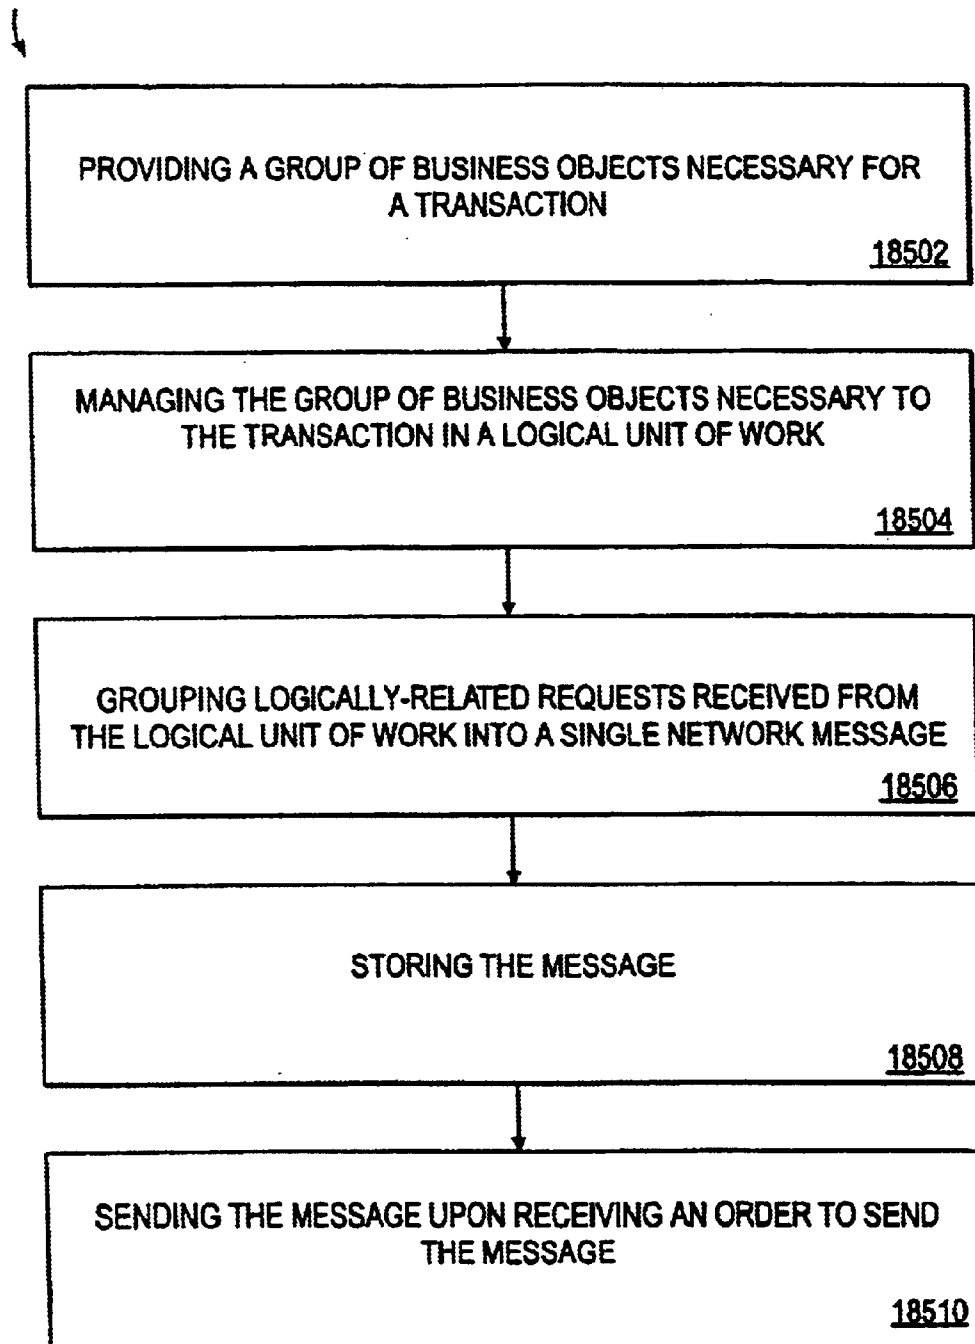 PROVIDING A GROUP OF BUSINESS OBJECTS NECESSARY FOR
A TRANSACTION
18502
MANAGING THE GROUP OF BUSINESS OBJECTS NECESSARY TO
THE TRANSACTION IN A LOGICAL UNIT OF WORK
18504
GROUPING LOGICALLY-RELATED REQUESTS RECEIVED FROM
THE LOGICAL UNIT OF WORK INTO A SINGLE NETWORK MESSAGE
18506
STORING THE MESSAGE
18508
SENDING THE MESSAGE UPON RECEIVING AN ORDER TO SEND
THE MESSAGE
18510